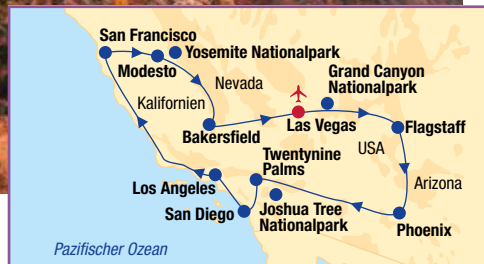 San Francisco
Yosemite Nationalpark
Modesto
Nevada
Grand Canyon
Nationalpark
Kalifornien
Bakersfield
Las Vegas
Flagstaff
USA
Twentynine
Palms
Los Angeles
Arizona
San Diego
Joshua Tree
Nationalpark
Phoenix
Pazifischer Ozean